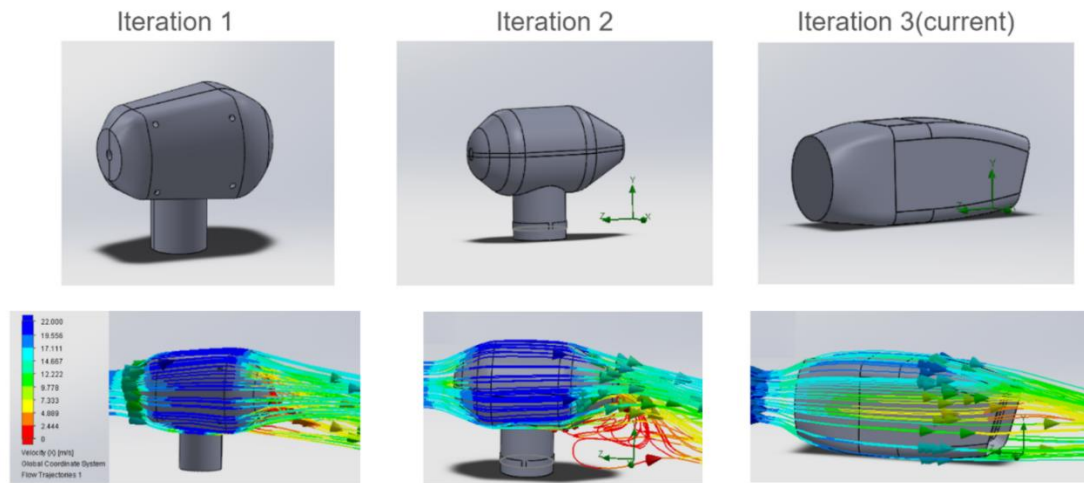 Iteration 1
Iteration 2
Iteration 3(current)
Y
Z
X
Y
Z
22.000
19.556
17.111
14.667
12.222
9.778
7.333
4.889
2.444
0
Velocity (X) [m/s]
Global Coordinate System
Flow Trajectories 1
Z
Y